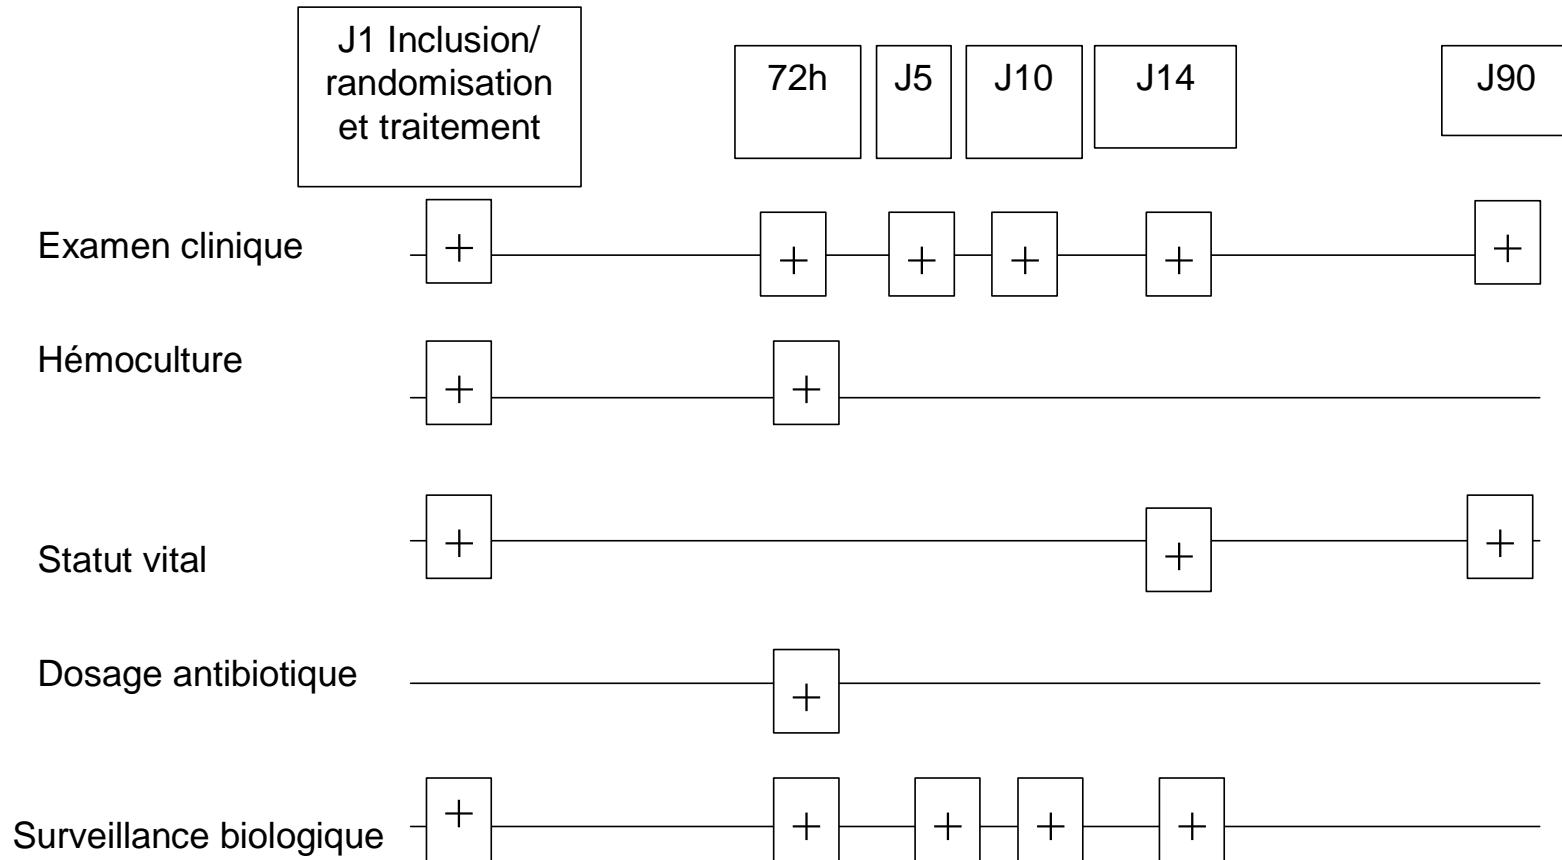 J1 Inclusion/
randomisation
et traitement
72h
J5
J10
J14
J90
Examen clinique
+ + + + + +
Hémoculture
+ +
Statut vital
+ + +
Dosage antibiotique
+
Surveillance biologique
+ + + + +